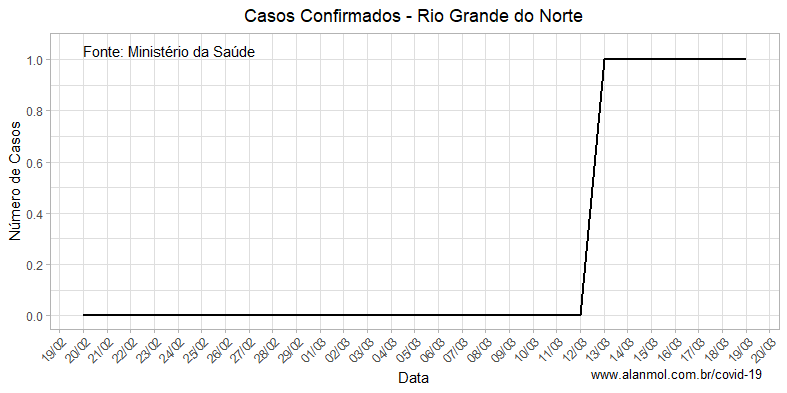 Casos Confirmados - Rio Grande do Norte
Fonte: Ministério da Saúde
Número de Casos
1.0
0.8
0.6
0.4
0.2
0.0
19/02 20/02 21/02 22/02 23/02 24/02 25/02 26/02 27/02 28/02 29/02 01/03 02/03 03/03 04/03 05/03 06/03 07/03 08/03 09/03 10/03 11/03 12/03 13/03 14/03 15/03 16/03 17/03 18/03 19/03 20/03
Data
www.alanmol.com.br/covid-19